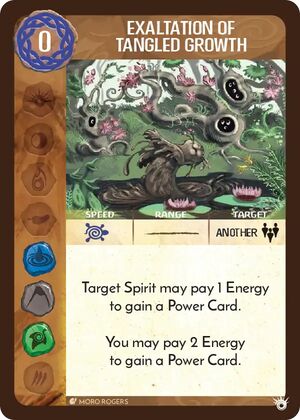 0
EXALTATION OF
TANGLED GROWTH
SPEED RANGE TARGET
ANOTHER
Target Spirit may pay 1 Energy
to gain a Power Card.
You may pay 2 Energy
to gain a Power Card.
MORO ROGERS